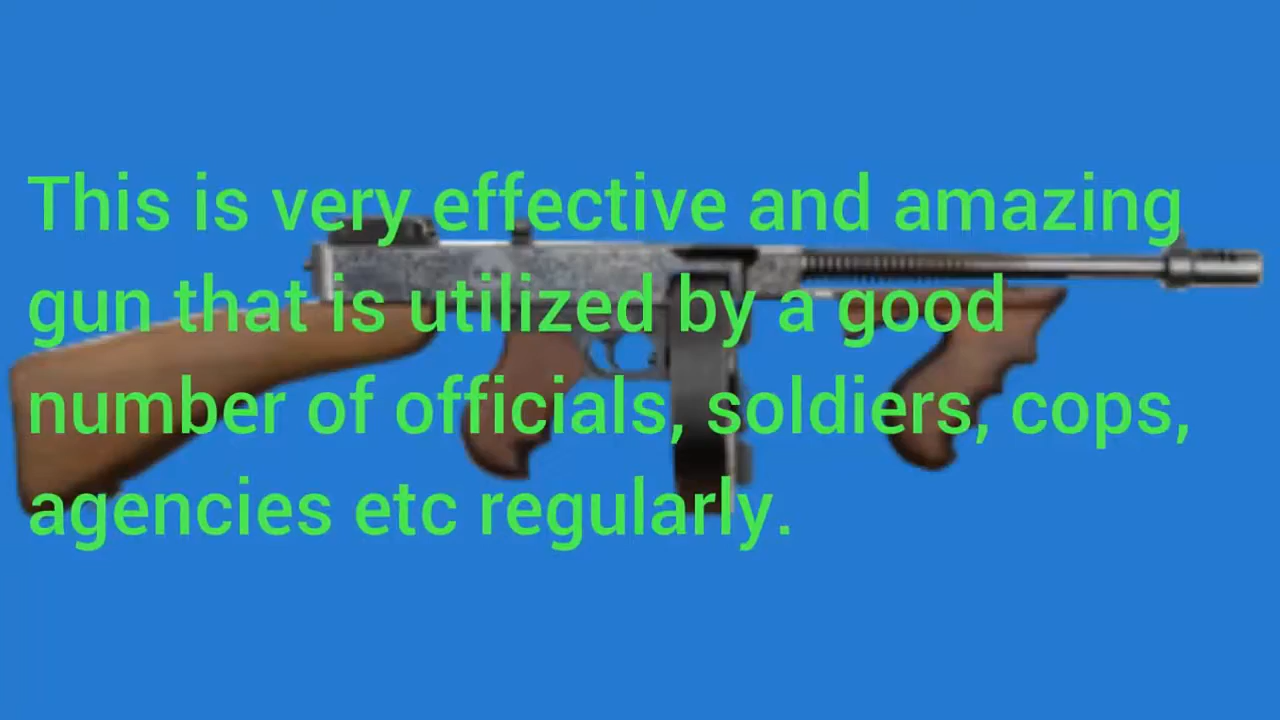 This is very effective and amazing
gun that is utilized by a good
number of officials, soldiers, cops,
agencies etc regularly.